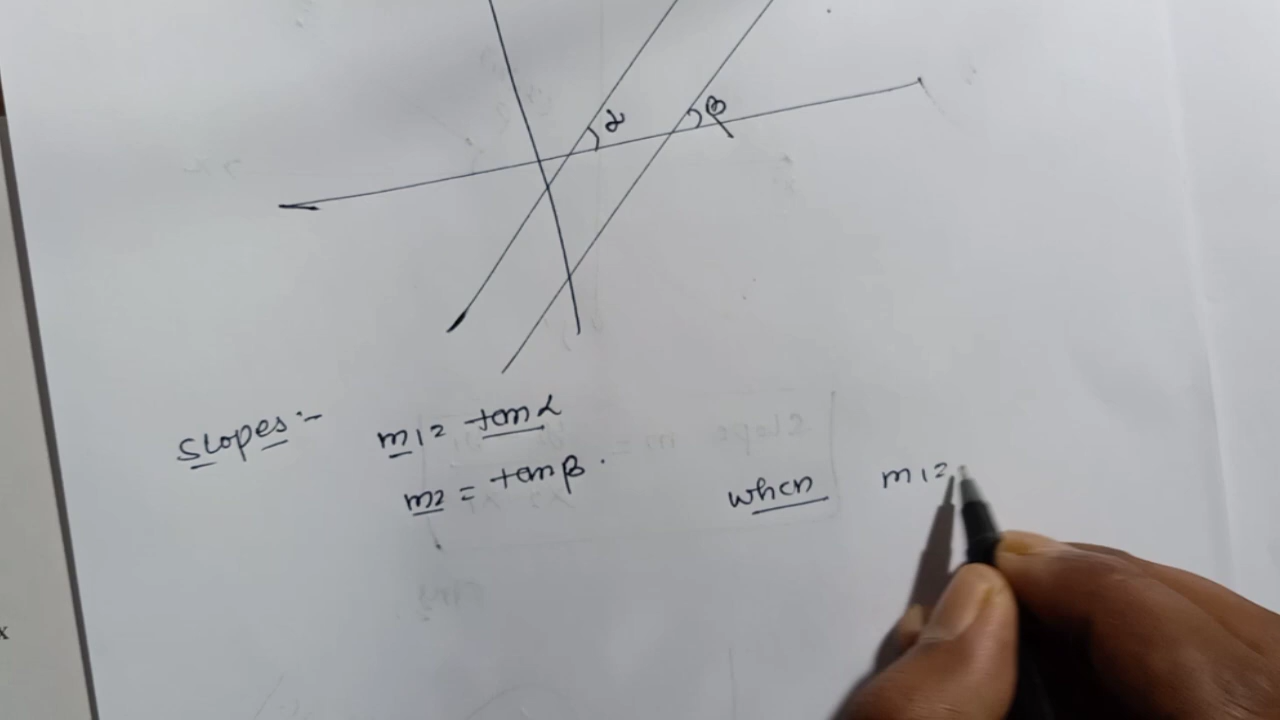 α
β
Slopes:- m1= tanα
m2 = tanβ.
when m1=
x